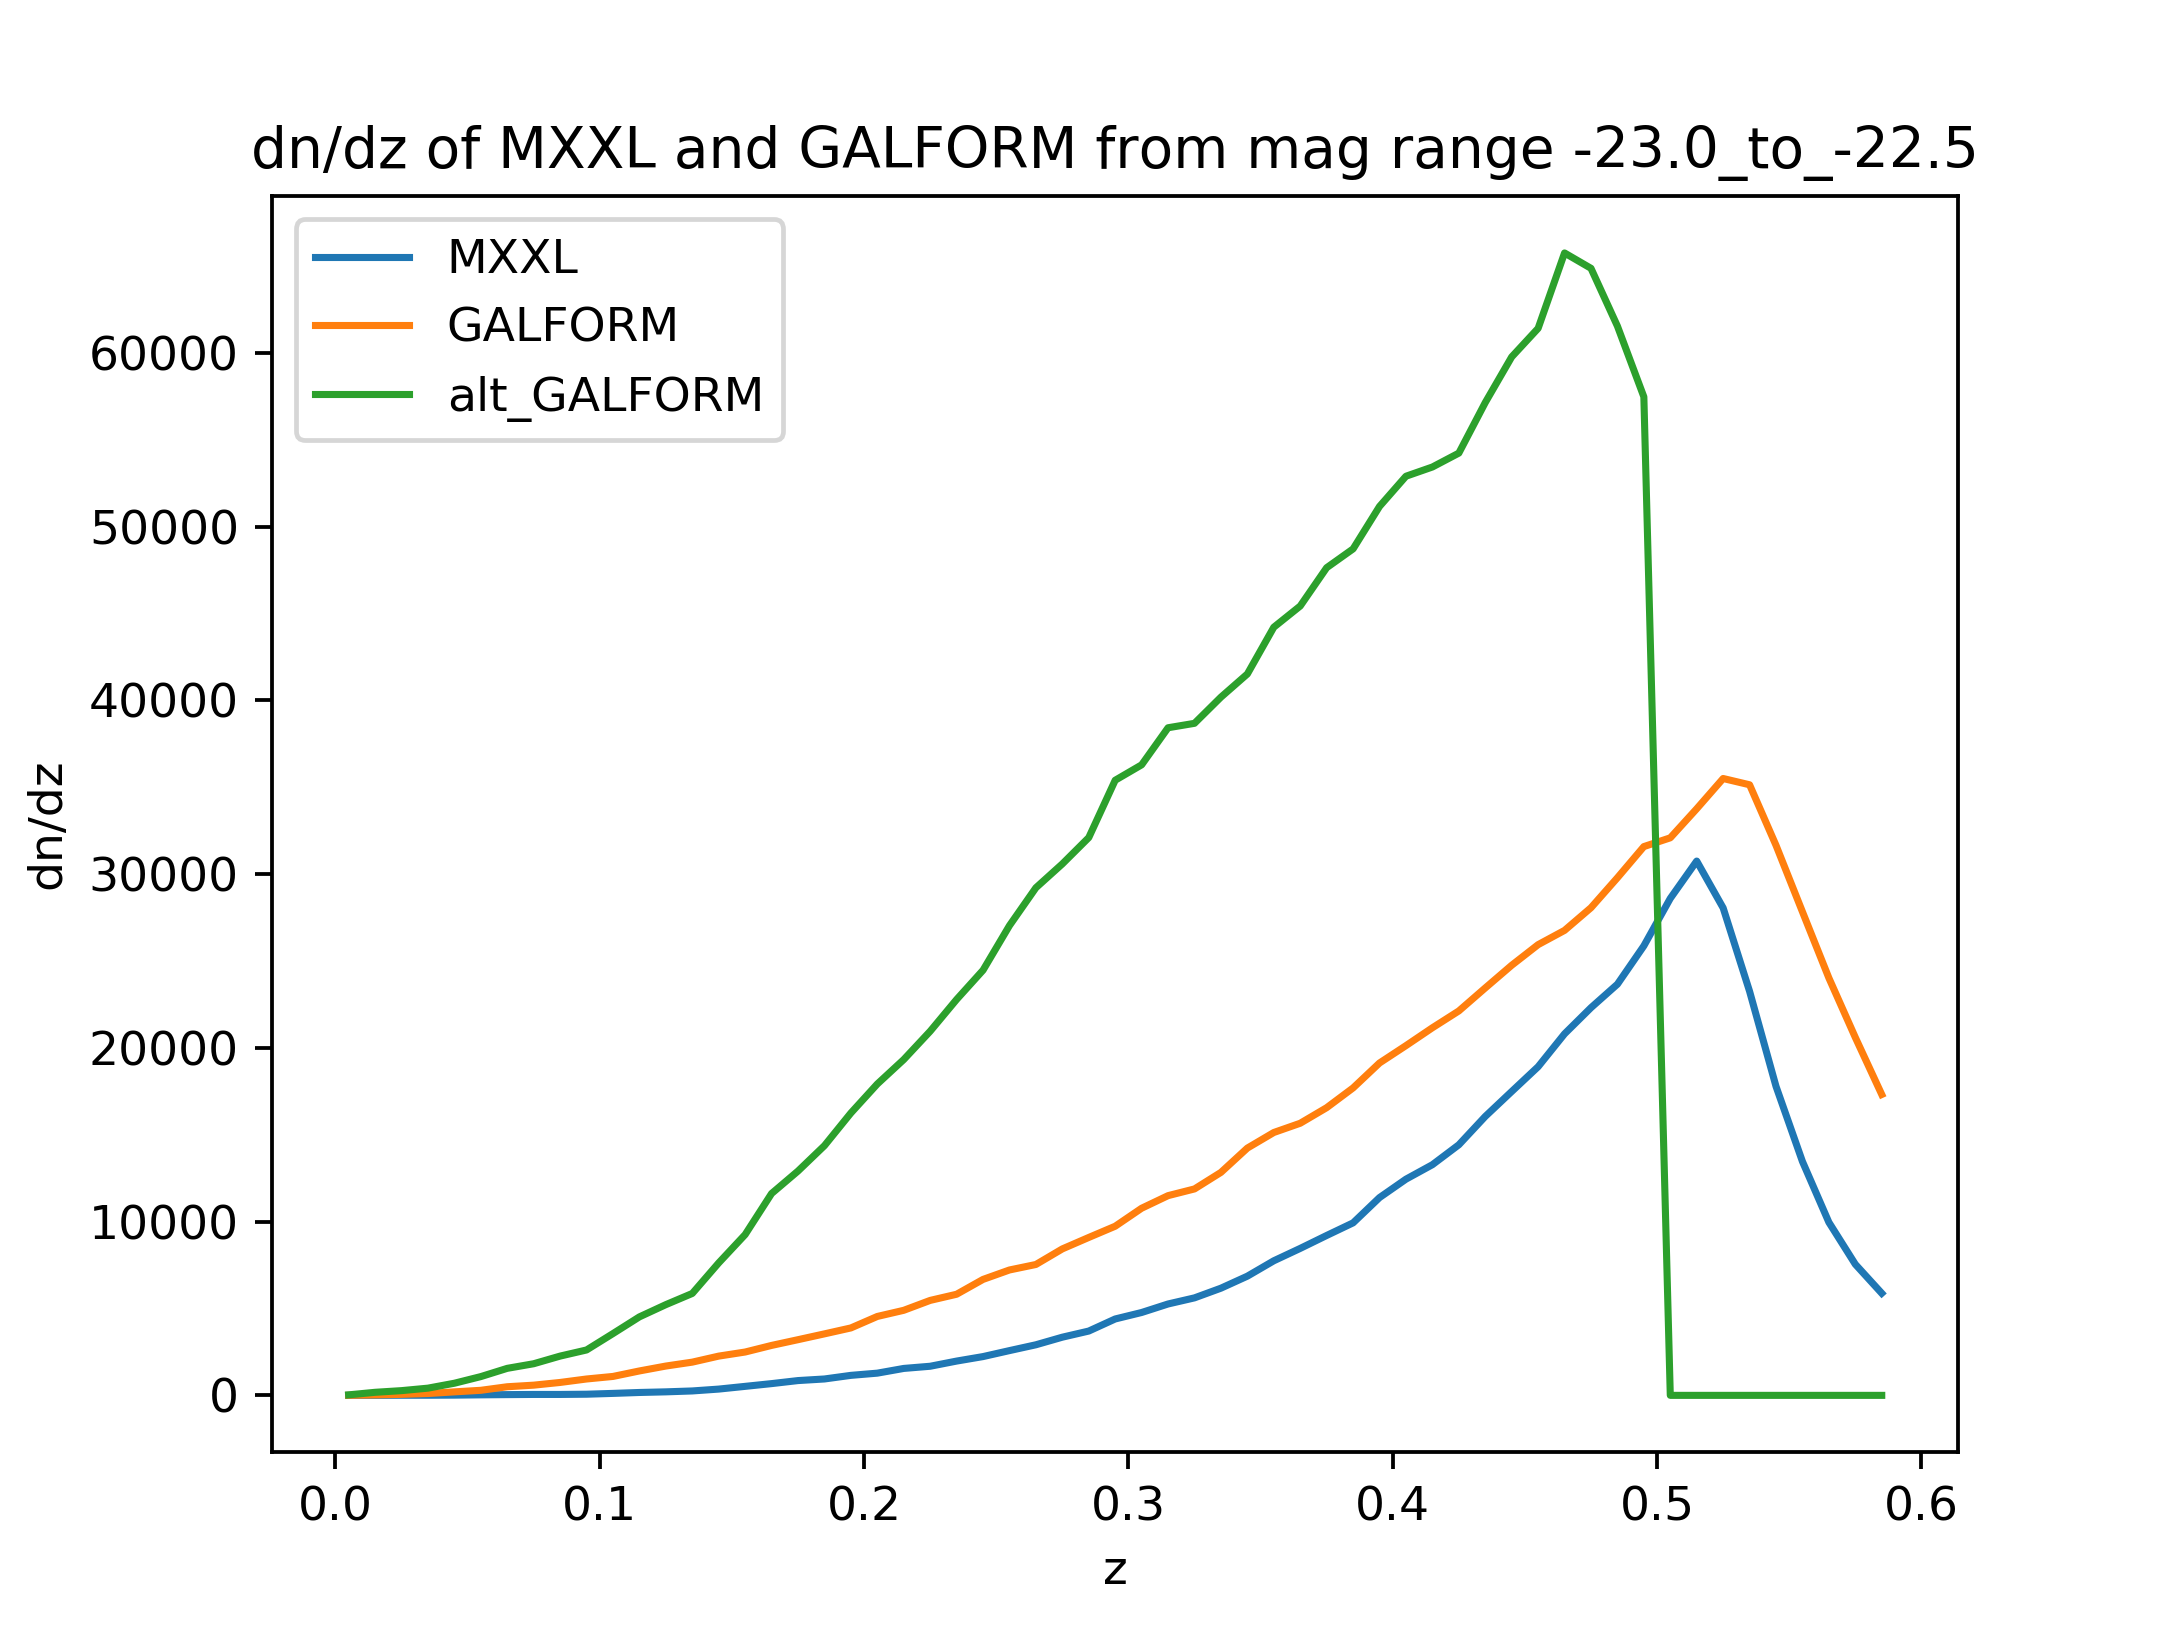 dn/dz of MXXL and GALFORM from mag range -23.0_to_-22.5
MXXL
GALFORM
alt_GALFORM
60000
50000
40000
30000
20000
10000
0
dn/dz
0.0 0.1 0.2 0.3 0.4 0.5 0.6
z